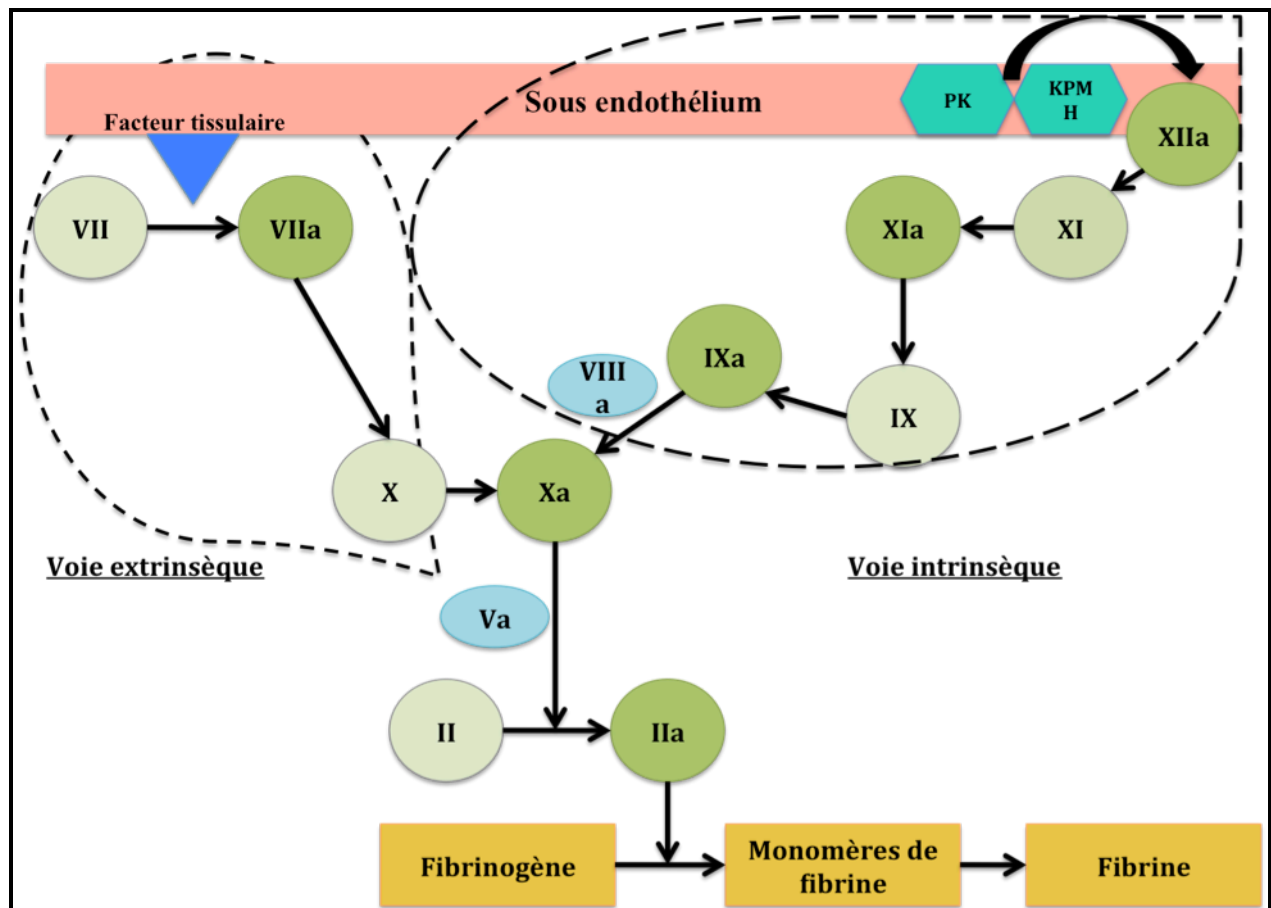 Sous endothélium
PK
KPM
H
XIIa
Facteur tissulaire
VII
VIIa
XIa
XI
VIII
a
IXa
IX
X
Xa
Voie extrinsèque
Voie intrinsèque
Va
II
IIa
Fibrinogène
Monomères de
fibrine
Fibrine